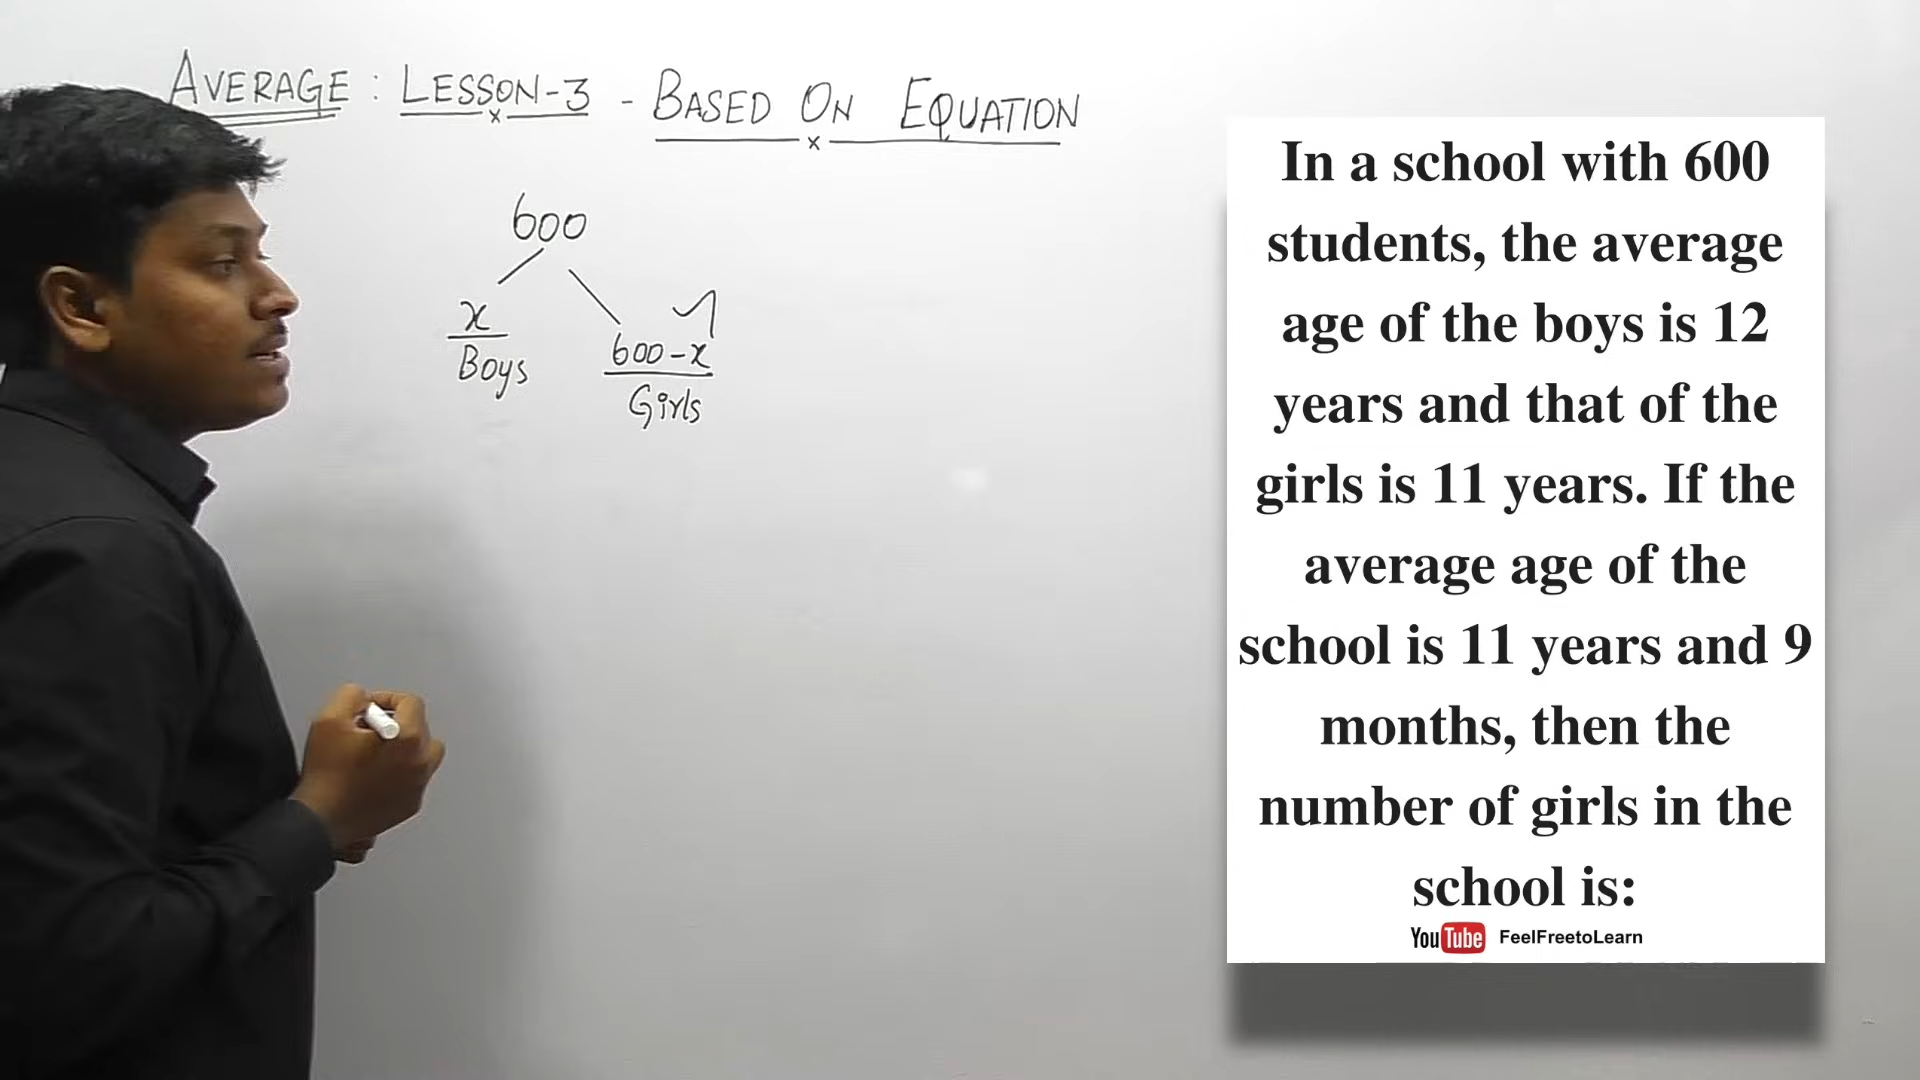 AVERAGE : LESSON-3 - BASED ON EQUATION
600
x
Boys
600-x
Girls
In a school with 600
students, the average
age of the boys is 12
years and that of the
girls is 11 years. If the
average age of the
school is 11 years and 9
months, then the
number of girls in the
school is:
YouTube FeelFreetoLearn